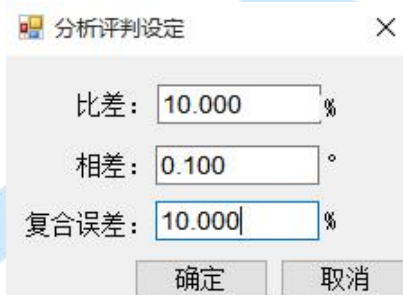 分析评判设定
比差： 10.000 %
相差： 0.100 °
复合误差： 10.000 %
确定 取消